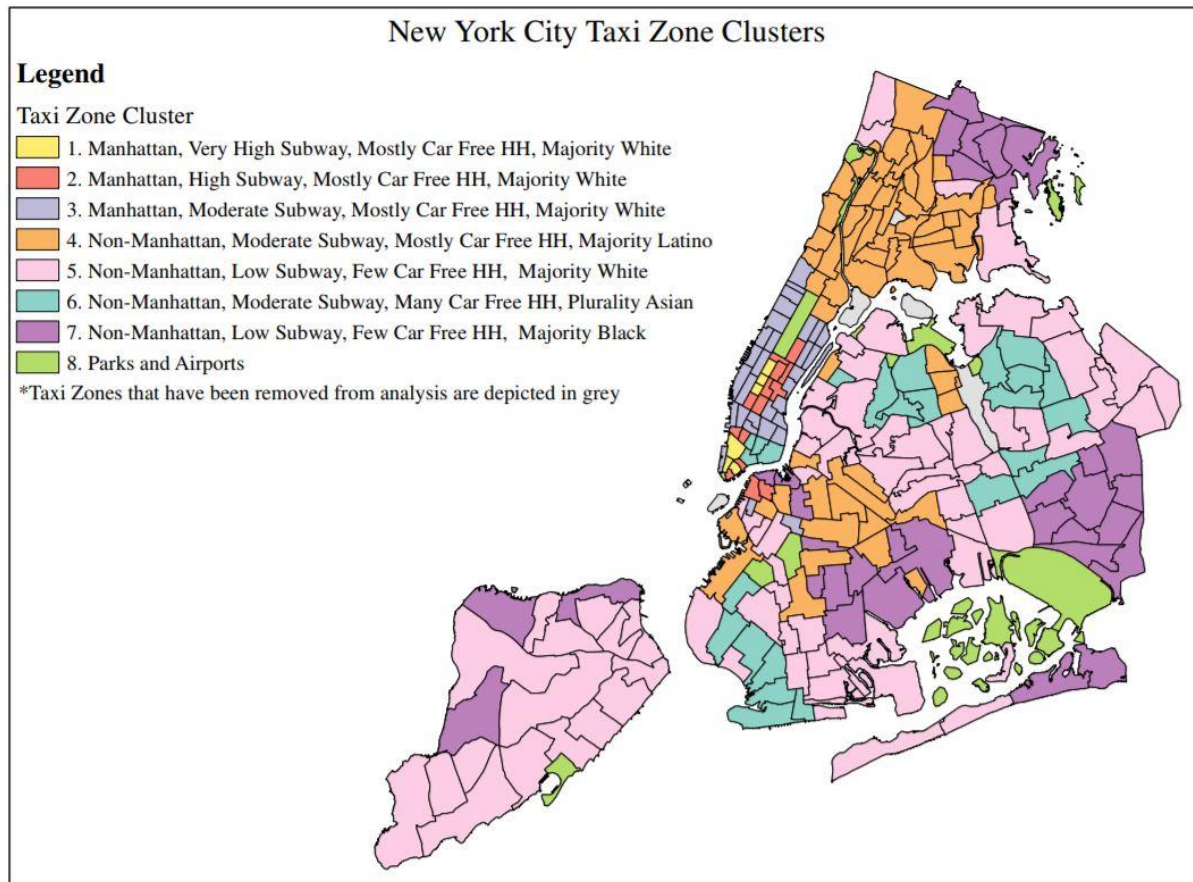 New York City Taxi Zone Clusters
Legend
Taxi Zone Cluster
1. Manhattan, Very High Subway, Mostly Car Free HH, Majority White
2. Manhattan, High Subway, Mostly Car Free HH, Majority White
3. Manhattan, Moderate Subway, Mostly Car Free HH, Majority White
4. Non-Manhattan, Moderate Subway, Mostly Car Free HH, Majority Latino
5. Non-Manhattan, Low Subway, Few Car Free HH, Majority White
6. Non-Manhattan, Moderate Subway, Many Car Free HH, Plurality Asian
7. Non-Manhattan, Low Subway, Few Car Free HH, Majority Black
8. Parks and Airports
*Taxi Zones that have been removed from analysis are depicted in grey